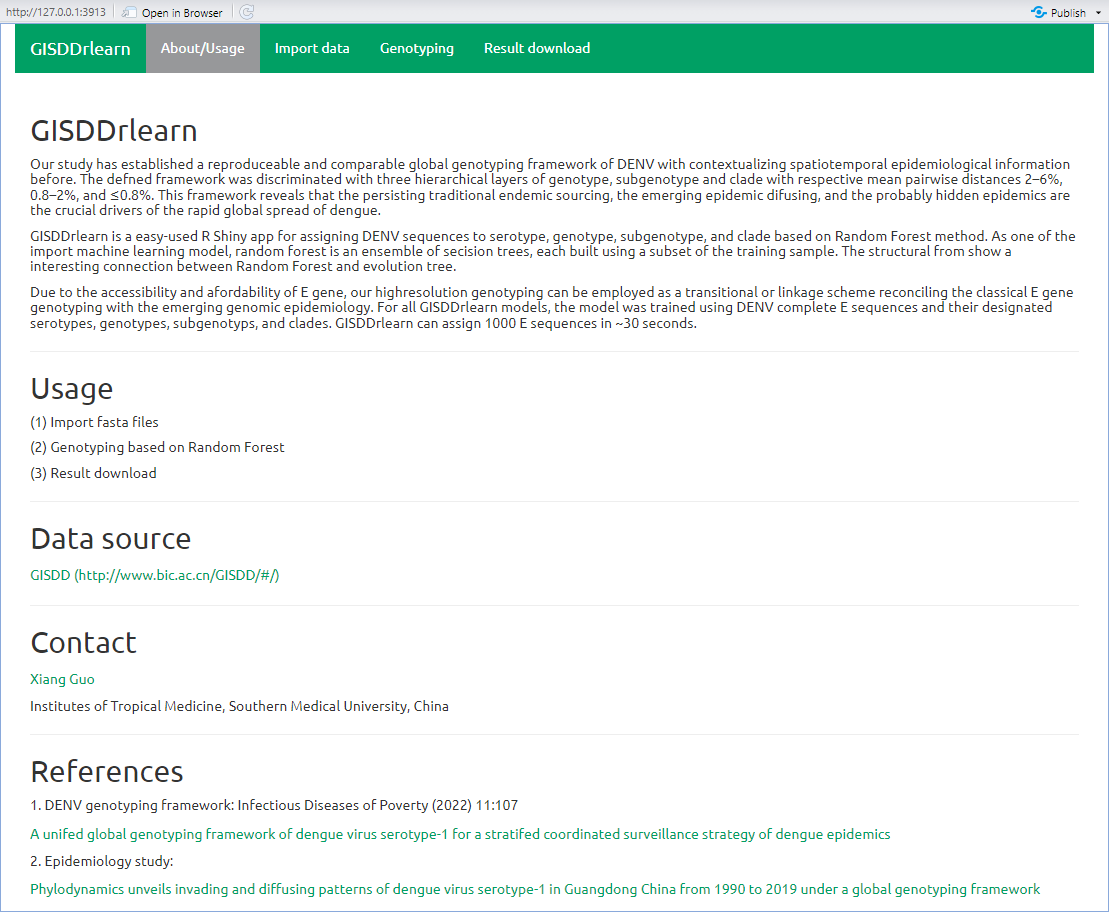 http://127.0.0.1:3913 Open in Browser Publish
GISDDrlearn About/Usage Import data Genotyping Result download
GISDDrlearn
Our study has established a reproduceable and comparable global genotyping framework of DENV with contextualizing spatiotemporal epidemiological information
before. The defned framework was discriminated with three hierarchical layers of genotype, subgenotype and clade with respective mean pairwise distances 2–6%,
0.8–2%, and ≤0.8%. This framework reveals that the persisting traditional endemic sourcing, the emerging epidemic difusing, and the probably hidden epidemics are
the crucial drivers of the rapid global spread of dengue.
GISDDrlearn is a easy-used R Shiny app for assigning DENV sequences to serotype, genotype, subgenotype, and clade based on Random Forest method. As one of the
import machine learning model, random forest is an ensemble of secision trees, each built using a subset of the training sample. The structural from show a
interesting connection between Random Forest and evolution tree.
Due to the accessibility and afordability of E gene, our highresolution genotyping can be employed as a transitional or linkage scheme reconciling the classical E gene
genotyping with the emerging genomic epidemiology. For all GISDDrlearn models, the model was trained using DENV complete E sequences and their designated
serotypes, genotypes, subgenotyps, and clades. GISDDrlearn can assign 1000 E sequences in ~30 seconds.
Usage
(1) Import fasta files
(2) Genotyping based on Random Forest
(3) Result download
Data source
GISDD (http://www.bic.ac.cn/GISDD/#/)
Contact
Xiang Guo
Institutes of Tropical Medicine, Southern Medical University, China
References
1. DENV genotyping framework: Infectious Diseases of Poverty (2022) 11:107
A unifed global genotyping framework of dengue virus serotype-1 for a stratifed coordinated surveillance strategy of dengue epidemics
2. Epidemiology study:
Phylodynamics unveils invading and diffusing patterns of dengue virus serotype-1 in Guangdong China from 1990 to 2019 under a global genotyping framework